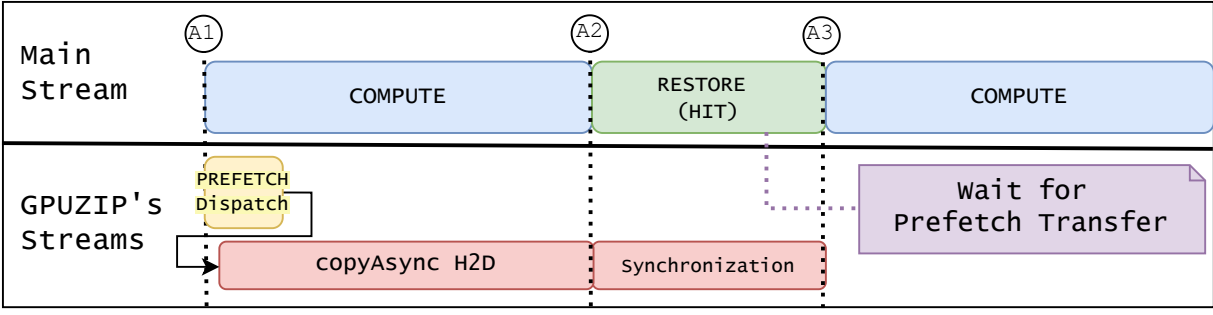 A1
A2
A3
Main
Stream
COMPUTE
RESTORE
(HIT)
COMPUTE
GPUZIP's
Streams
PREFETCH
Dispatch
copyAsync H2D
Synchronization
Wait for
Prefetch Transfer